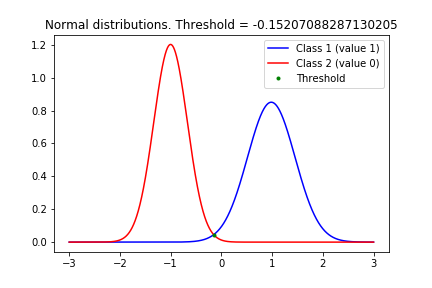 Normal distributions. Threshold = -0.15207088287130205
1.2
1.0
0.8
0.6
0.4
0.2
0.0
Class 1 (value 1)
Class 2 (value 0)
Threshold
−3 −2 −1 0 1 2 3